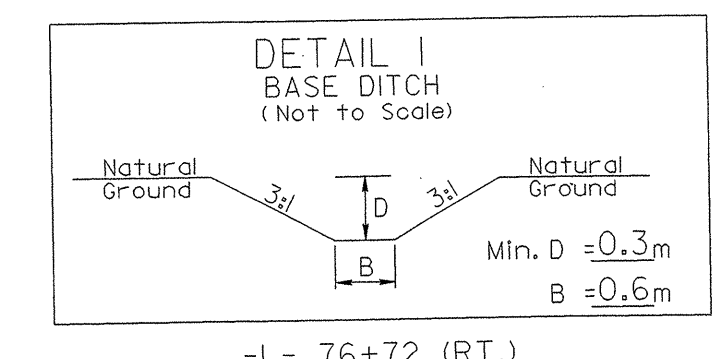 DETAIL 1
BASE DITCH
(Not to Scale)
Natural
Ground
3:1
D
3:1
Natural
Ground
B
Min. D = 0.3m
B = 0.6m
-L- 76+72 (RT.)